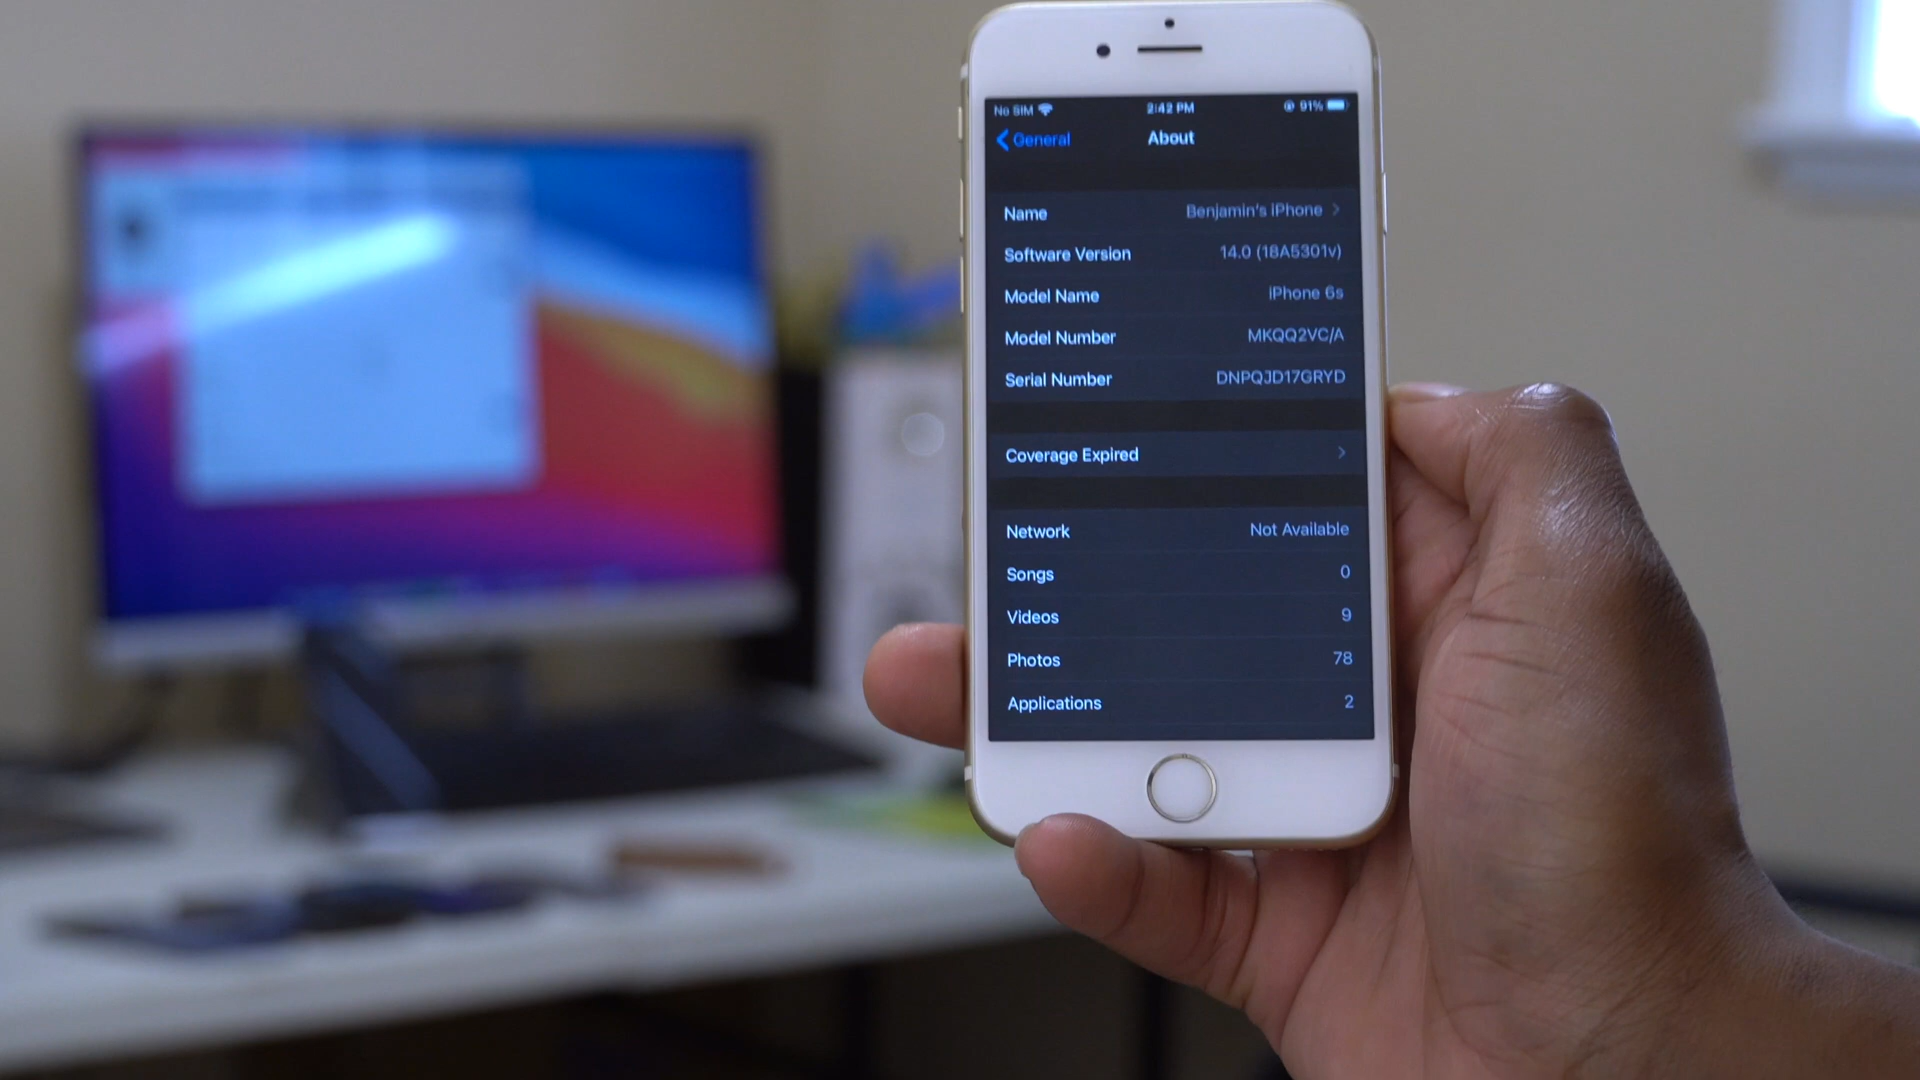 No SIM 2:42 PM 91%
General About
Name Benjamin's iPhone
Software Version 14.0 (18A5301v)
Model Name iPhone 6s
Model Number MKQQ2VC/A
Serial Number DNPQJD17GRYD
Coverage Expired
Network Not Available
Songs 0
Videos 9
Photos 78
Applications 2